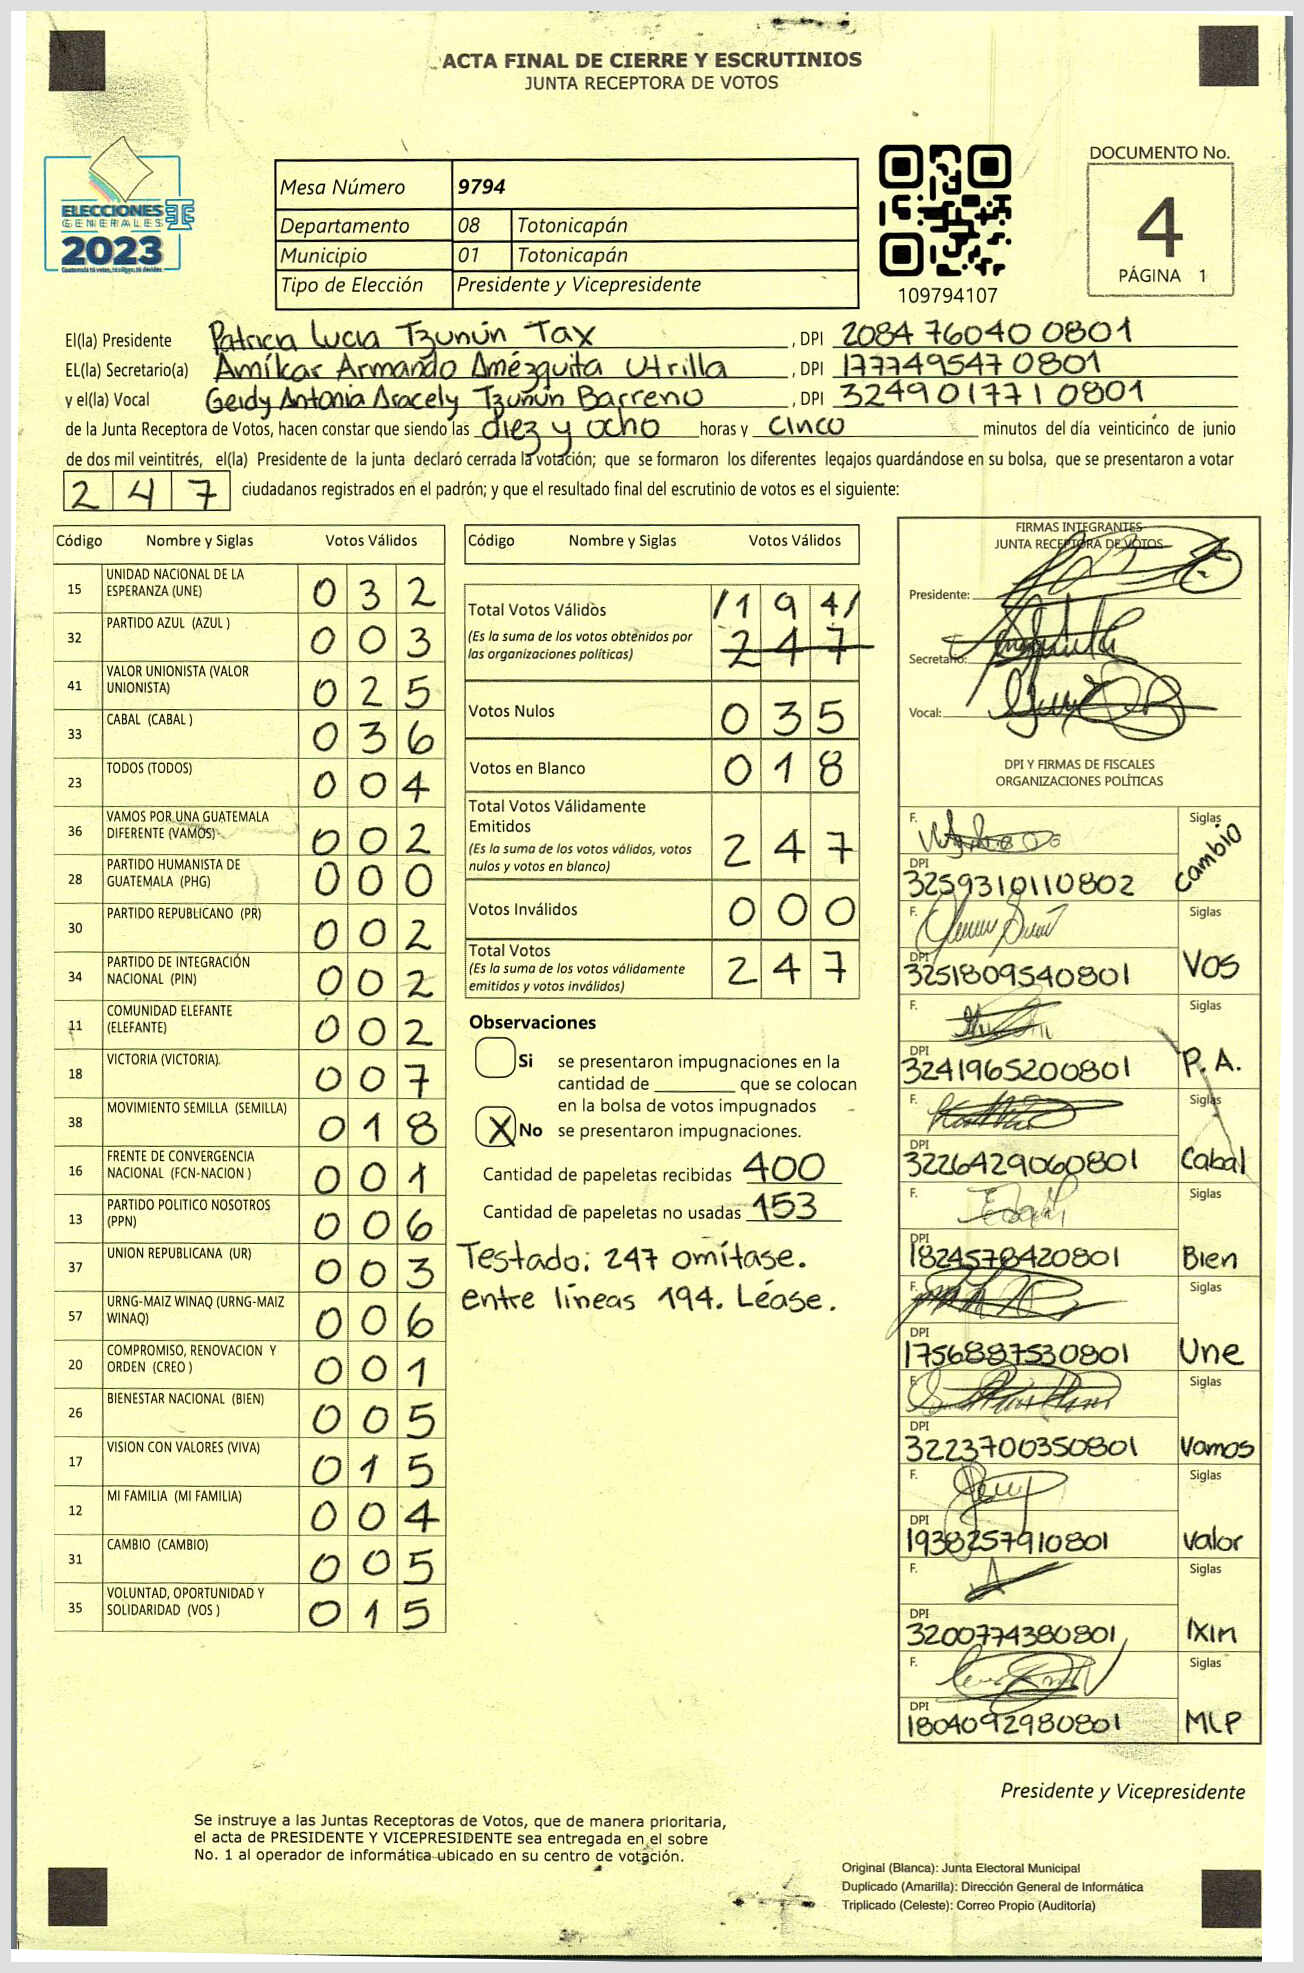 ACTA FINAL DE CIERRE Y ESCRUTINIOS
JUNTA RECEPTORA DE VOTOS
ELECCIONES
GENERALES
2023
Guatemala tú votas, tú eliges, tú decides
Mesa Número 9794
Departamento 08 Totonicapán
Municipio 01 Totonicapán
Tipo de Elección Presidente y Vicepresidente
109794107
DOCUMENTO No.
4
PÁGINA 1
El(la) Presidente Patricia Lucia Tzunún Tax , DPI 2084 76040 0801
EL(la) Secretario(a) Amíkar Armando Amézquita Utrilla , DPI 177749547 0801
y el(la) Vocal Geidy Antonia Aracely Tzunún Barreno , DPI 3249017710801
de la Junta Receptora de Votos, hacen constar que siendo las diez y ocho horas y cinco minutos del día veinticinco de junio
de dos mil veintitrés, el(la) Presidente de la junta declaró cerrada la votación; que se formaron los diferentes legajos guardándose en su bolsa, que se presentaron a votar
2 4 7 ciudadanos registrados en el padrón; y que el resultado final del escrutinio de votos es el siguiente:
Código Nombre y Siglas Votos Válidos
15 UNIDAD NACIONAL DE LA
ESPERANZA (UNE) 0 3 2
32 PARTIDO AZUL (AZUL ) 0 0 3
41 VALOR UNIONISTA (VALOR
UNIONISTA) 0 2 5
33 CABAL (CABAL ) 0 3 6
23 TODOS (TODOS) 0 0 4
36 VAMOS POR UNA GUATEMALA
DIFERENTE (VAMOS) 0 0 2
28 PARTIDO HUMANISTA DE
GUATEMALA (PHG) 0 0 0
30 PARTIDO REPUBLICANO (PR) 0 0 2
34 PARTIDO DE INTEGRACIÓN
NACIONAL (PIN) 0 0 2
11 COMUNIDAD ELEFANTE
(ELEFANTE) 0 0 2
18 VICTORIA (VICTORIA) 0 0 7
38 MOVIMIENTO SEMILLA (SEMILLA) 0 1 8
16 FRENTE DE CONVERGENCIA
NACIONAL (FCN-NACION ) 0 0 1
13 PARTIDO POLITICO NOSOTROS
(PPN) 0 0 6
37 UNION REPUBLICANA (UR) 0 0 3
57 URNG-MAIZ WINAQ (URNG-MAIZ
WINAQ) 0 0 6
20 COMPROMISO, RENOVACION Y
ORDEN (CREO ) 0 0 1
26 BIENESTAR NACIONAL (BIEN) 0 0 5
17 VISION CON VALORES (VIVA) 0 1 5
12 MI FAMILIA (MI FAMILIA) 0 0 4
31 CAMBIO (CAMBIO) 0 0 5
35 VOLUNTAD, OPORTUNIDAD Y
SOLIDARIDAD (VOS ) 0 1 5
Código Nombre y Siglas Votos Válidos
Total Votos Válidos /1 9 4/
(Es la suma de los votos obtenidos por
las organizaciones políticas) 2 4 7
Votos Nulos 0 3 5
Votos en Blanco 0 1 8
Total Votos Válidamente
Emitidos
(Es la suma de los votos válidos, votos
nulos y votos en blanco) 2 4 7
Votos Inválidos 0 0 0
Total Votos
(Es la suma de los votos válidamente
emitidos y votos inválidos) 2 4 7
Observaciones
Si se presentaron impugnaciones en la
cantidad de ________ que se colocan
en la bolsa de votos impugnados
X No se presentaron impugnaciones.
Cantidad de papeletas recibidas 400
Cantidad de papeletas no usadas 153
Testado: 247 omítase.
entre líneas 194. Léase.
FIRMAS INTEGRANTES
JUNTA RECEPTORA DE VOTOS
Presidente:
Secretario:
Vocal:
DPI Y FIRMAS DE FISCALES
ORGANIZACIONES POLÍTICAS
F. Siglas
DPI 3259310110802 Cambio
F. Siglas
DPI 3251809540801 VOS
F. Siglas
DPI 3241965200801 P.A.
F. Siglas
DPI 3226429060801 Cabal
F. Siglas
DPI 1824578420801 Bien
F. Siglas
DPI 1756887530801 Une
F. Siglas
DPI 3223700350801 Vamos
F. Siglas
DPI 1938257910801 Valor
F. Siglas
DPI 3200774380801 IXIM
F. Siglas
DPI 1804092980801 MLP
Presidente y Vicepresidente
Se instruye a las Juntas Receptoras de Votos, que de manera prioritaria,
el acta de PRESIDENTE Y VICEPRESIDENTE sea entregada en el sobre
No. 1 al operador de informática ubicado en su centro de votación.
Original (Blanca): Junta Electoral Municipal
Duplicado (Amarilla): Dirección General de Informática
Triplicado (Celeste): Correo Propio (Auditoría)